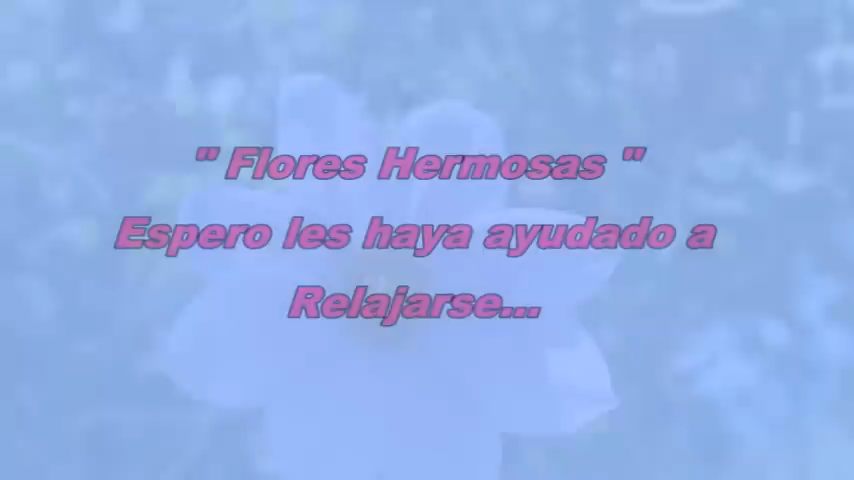 " Flores Hermosas "
Espero les haya ayudado a
Relajarse...